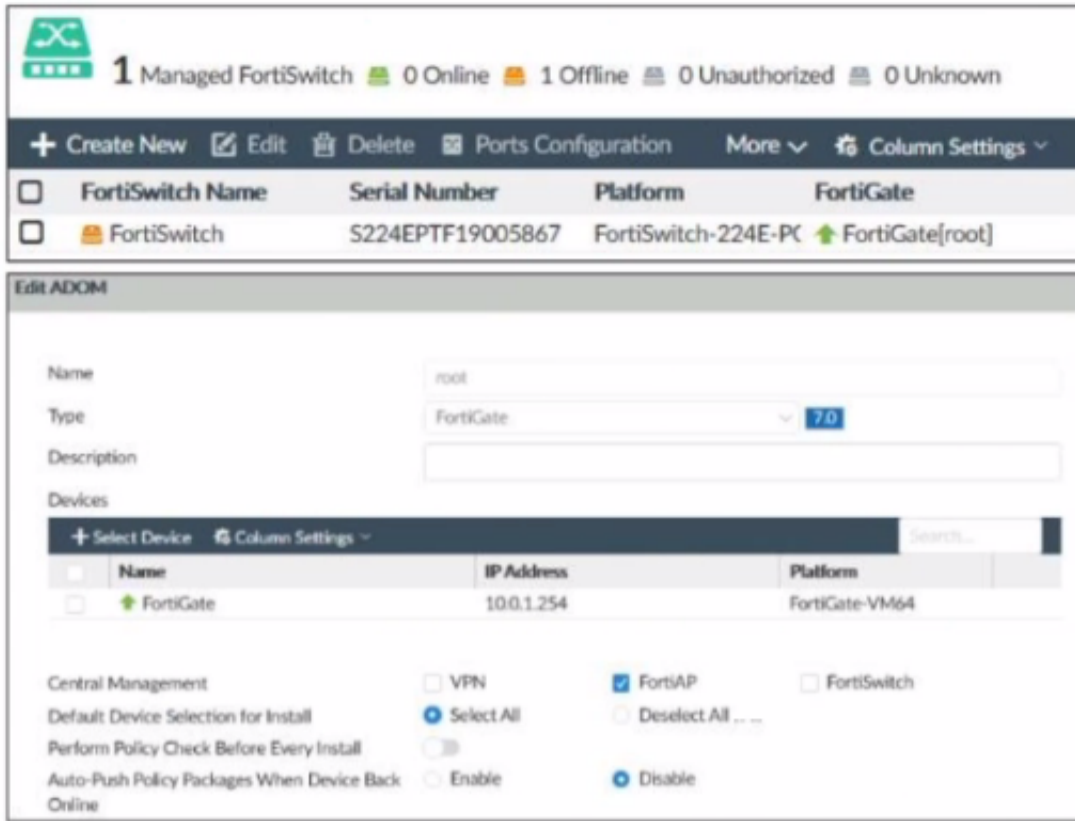 1 Managed FortiSwitch 0 Online 1 Offline 0 Unauthorized 0 Unknown
Create New Edit Delete Ports Configuration More Column Settings
FortiSwitch Name Serial Number Platform FortiGate
FortiSwitch S224EPTF19005867 FortiSwitch-224E-PC FortiGate[root]
Edit ADOM
Name root
Type FortiGate 7.0
Description
Devices
Select Device Column Settings Search...
Name IP Address Platform
FortiGate 10.0.1.254 FortiGate-VM64
Central Management VPN FortiAP FortiSwitch
Default Device Selection for Install Select All Deselect All
Perform Policy Check Before Every Install
Auto-Push Policy Packages When Device Back Enable Disable
Online